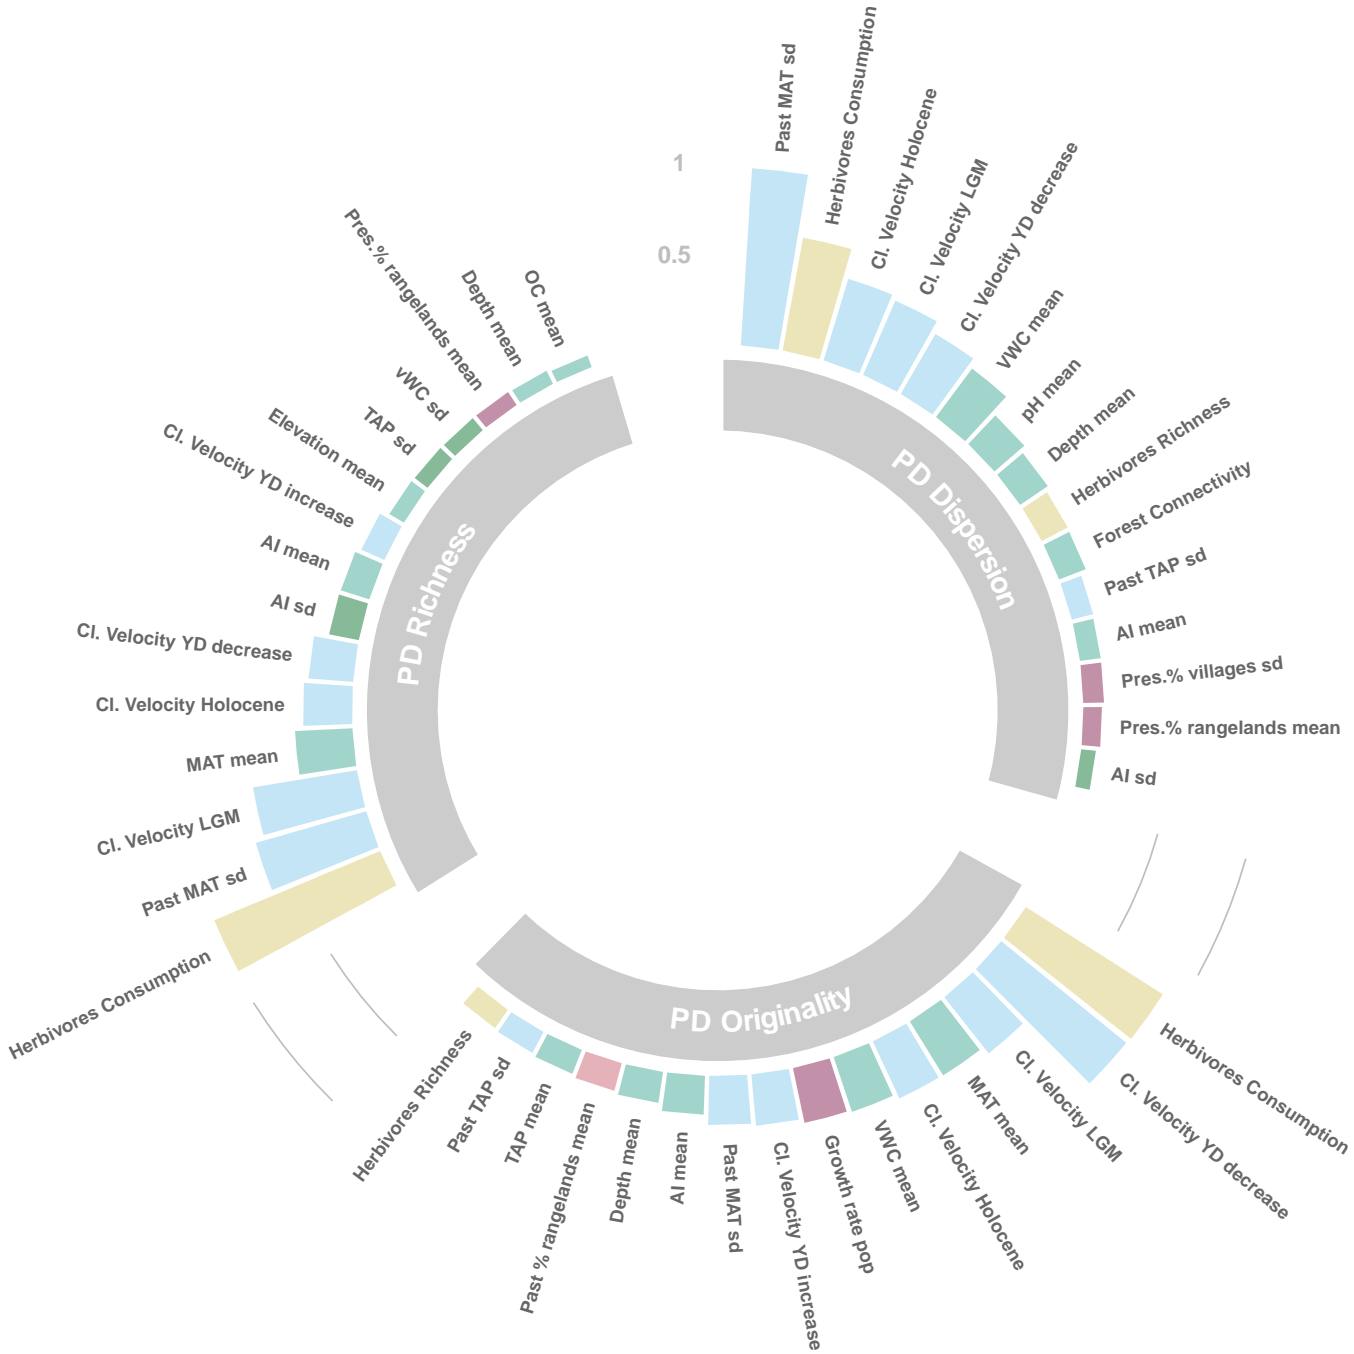 1
0.5
Past MAT sd
Herbivores Consumption
Cl. Velocity Holocene
Cl. Velocity LGM
Cl. Velocity YD decrease
VWC mean
pH mean
Depth mean
Herbivores Richness
Forest Connectivity
Past TAP sd
AI mean
Pres.% villages sd
Pres.% rangelands mean
AI sd
PD Dispersion
Herbivores Consumption
Cl. Velocity YD decrease
Cl. Velocity LGM
MAT mean
Cl. Velocity Holocene
VWC mean
Growth rate pop
Cl. Velocity YD increase
Past MAT sd
AI mean
Depth mean
Past % rangelands mean
TAP mean
Past TAP sd
Herbivores Richness
PD Originality
Herbivores Consumption
Past MAT sd
Cl. Velocity LGM
MAT mean
Cl. Velocity Holocene
Cl. Velocity YD decrease
AI sd
AI mean
Cl. Velocity YD increase
Elevation mean
TAP sd
vWC sd
Pres.% rangelands mean
Depth mean
OC mean
PD Richness